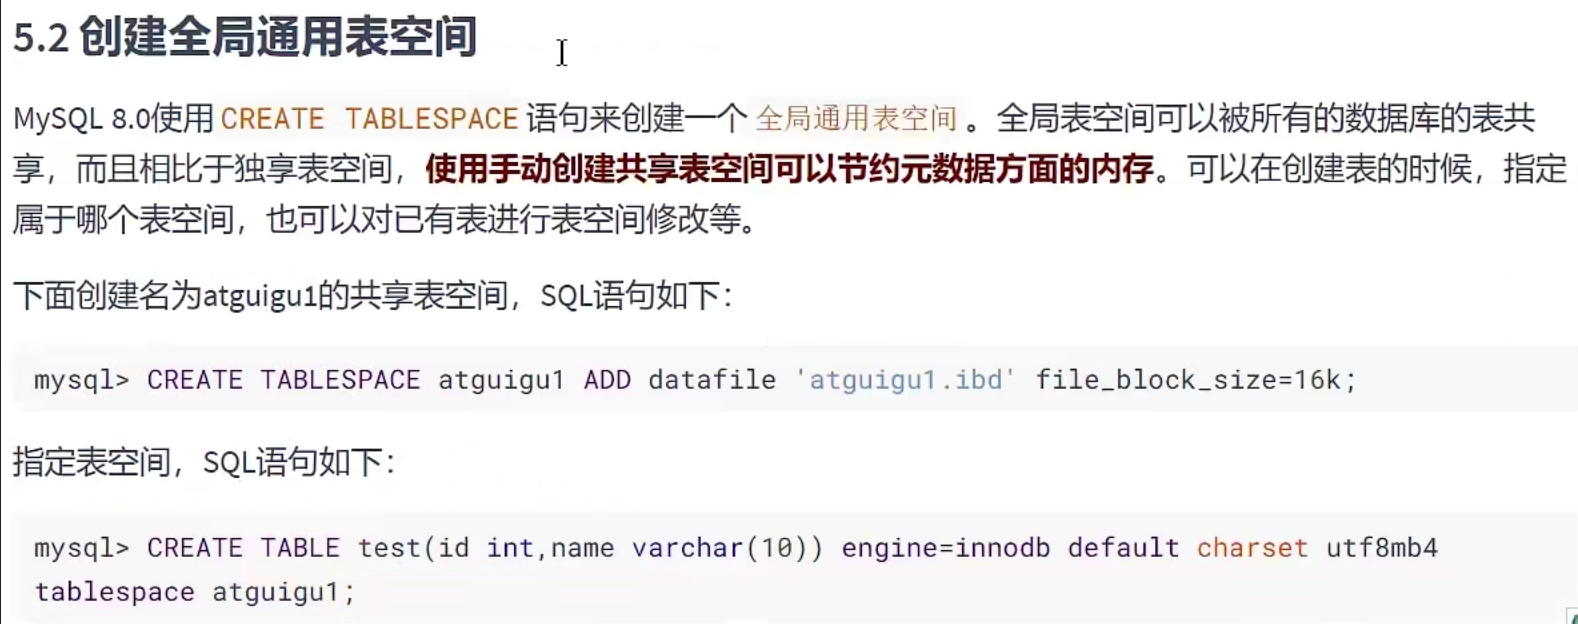 5.2 创建全局通用表空间
MySQL 8.0使用 CREATE TABLESPACE 语句来创建一个 全局通用表空间 。全局表空间可以被所有的数据库的表共
享，而且相比于独享表空间，使用手动创建共享表空间可以节约元数据方面的内存。可以在创建表的时候，指定
属于哪个表空间，也可以对已有表进行表空间修改等。
下面创建名为atguigu1的共享表空间，SQL语句如下：
mysql> CREATE TABLESPACE atguigu1 ADD datafile 'atguigu1.ibd' file_block_size=16k;
指定表空间，SQL语句如下：
mysql> CREATE TABLE test(id int,name varchar(10)) engine=innodb default charset utf8mb4
tablespace atguigu1;